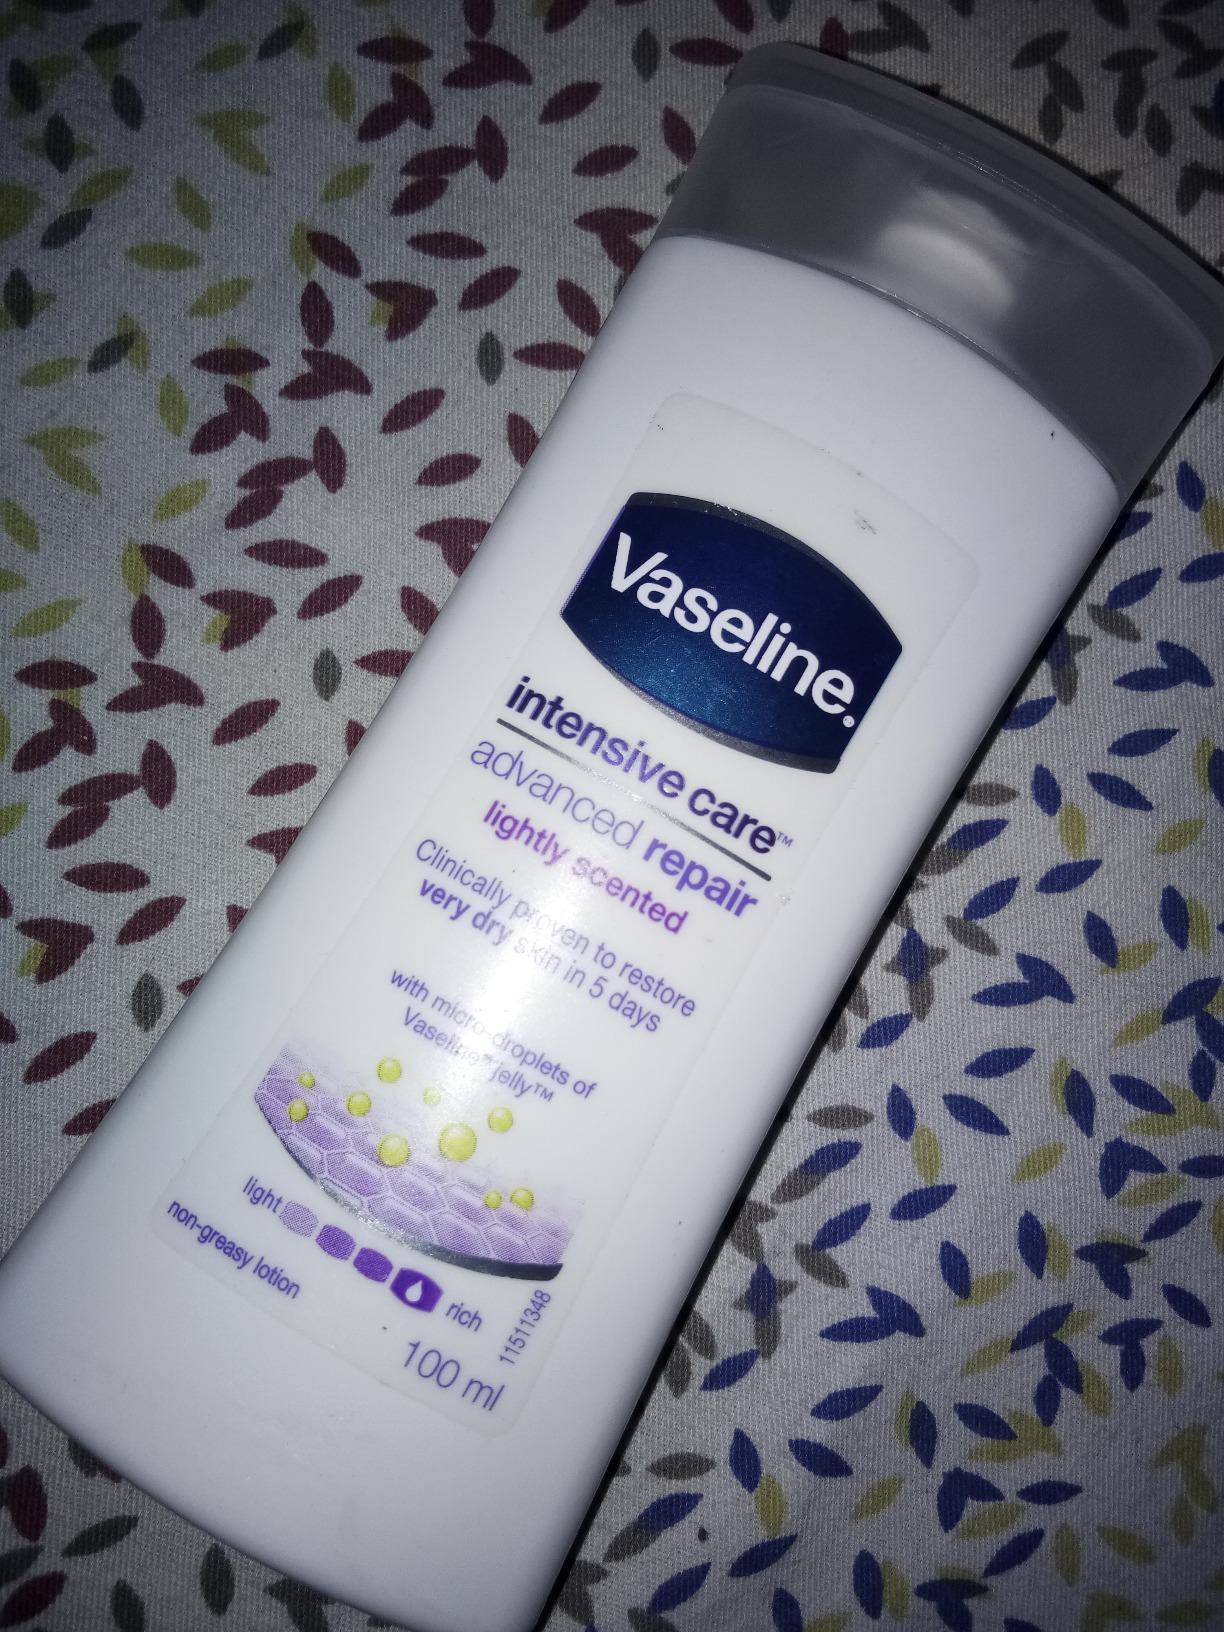 Vaseline®
intensive care™
advanced repair
lightly scented
Clinically proven to restore
very dry skin in 5 days
with micro-droplets of
Vaseline® Jelly™
light rich
non-greasy lotion
11511348
100 ml